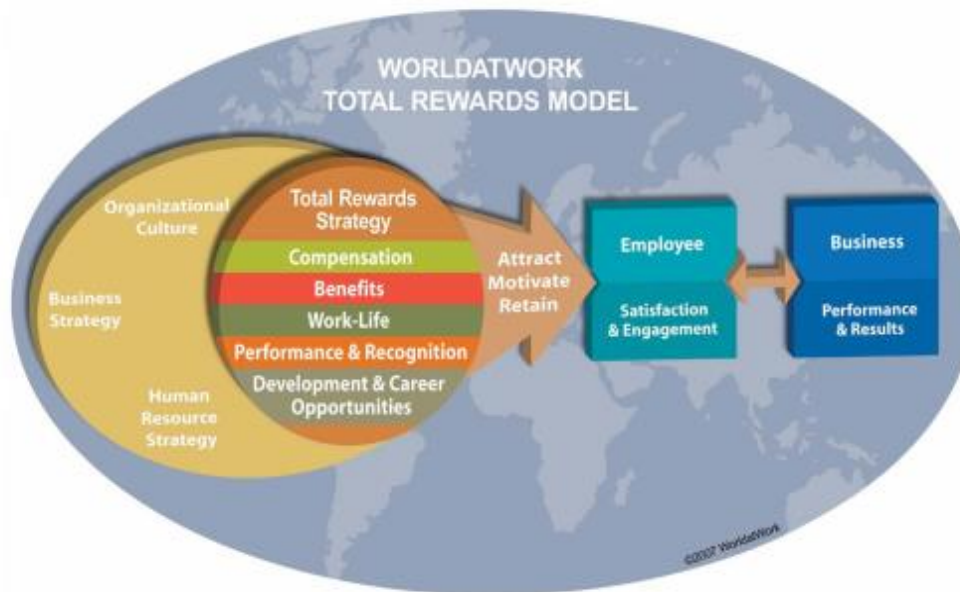 WORLDATWORK
TOTAL REWARDS MODEL
Organizational
Culture
Business
Strategy
Human
Resource
Strategy
Total Rewards
Strategy
Compensation
Benefits
Work-Life
Performance & Recognition
Development & Career
Opportunities
Attract
Motivate
Retain
Employee
Satisfaction
& Engagement
Business
Performance
& Results
©2007 WorldatWork